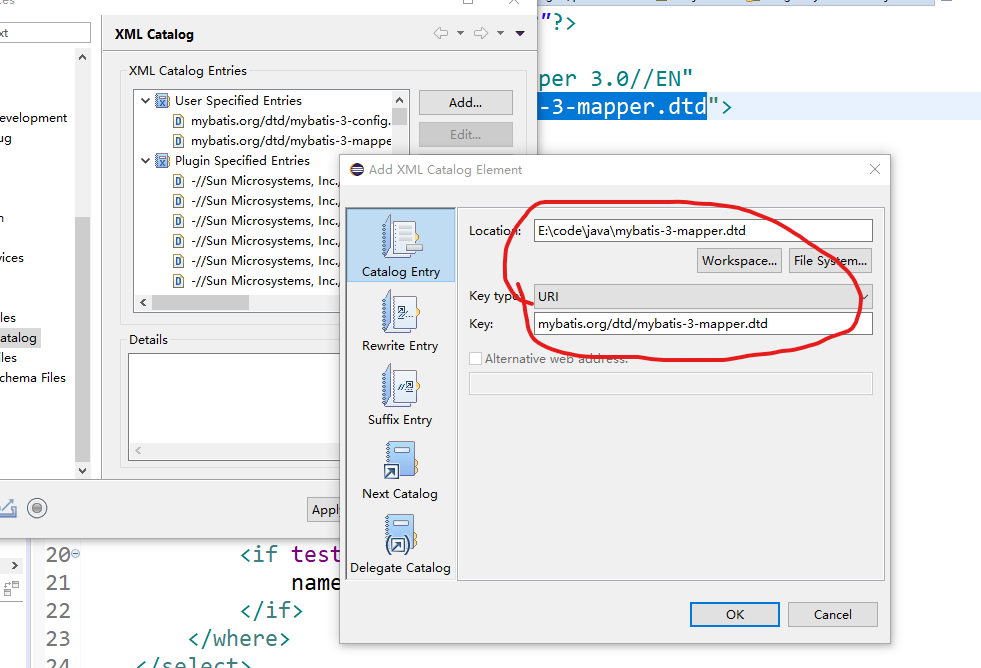 XML Catalog
XML Catalog Entries
User Specified Entries
mybatis.org/dtd/mybatis-3-config.
mybatis.org/dtd/mybatis-3-mappe
Plugin Specified Entries
-//Sun Microsystems, Inc.,
-//Sun Microsystems, Inc.,
-//Sun Microsystems, Inc.,
-//Sun Microsystems, Inc.,
-//Sun Microsystems, Inc.,
-//Sun Microsystems, Inc.,
Add...
Edit...
Details
Apply
"?>
per 3.0//EN"
-3-mapper.dtd">
xt
evelopment
ug
n
vices
les
atalog
iles
chema Files
Add XML Catalog Element
Catalog Entry
Rewrite Entry
Suffix Entry
Next Catalog
Delegate Catalog
Location: E:\code\java\mybatis-3-mapper.dtd
Workspace... File System...
Key type: URI
Key: mybatis.org/dtd/mybatis-3-mapper.dtd
Alternative web address:
OK Cancel
20 <if test
21 name
22 </if>
23 </where>
24 </select>